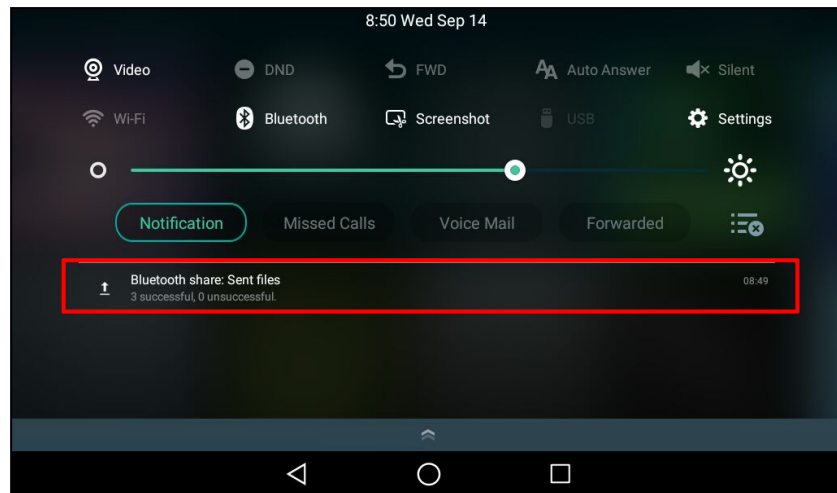 8:50 Wed Sep 14
Video DND FWD AA Auto Answer Silent
Wi-Fi Bluetooth Screenshot USB Settings
Notification Missed Calls Voice Mail Forwarded
Bluetooth share: Sent files 08:49
3 successful, 0 unsuccessful.